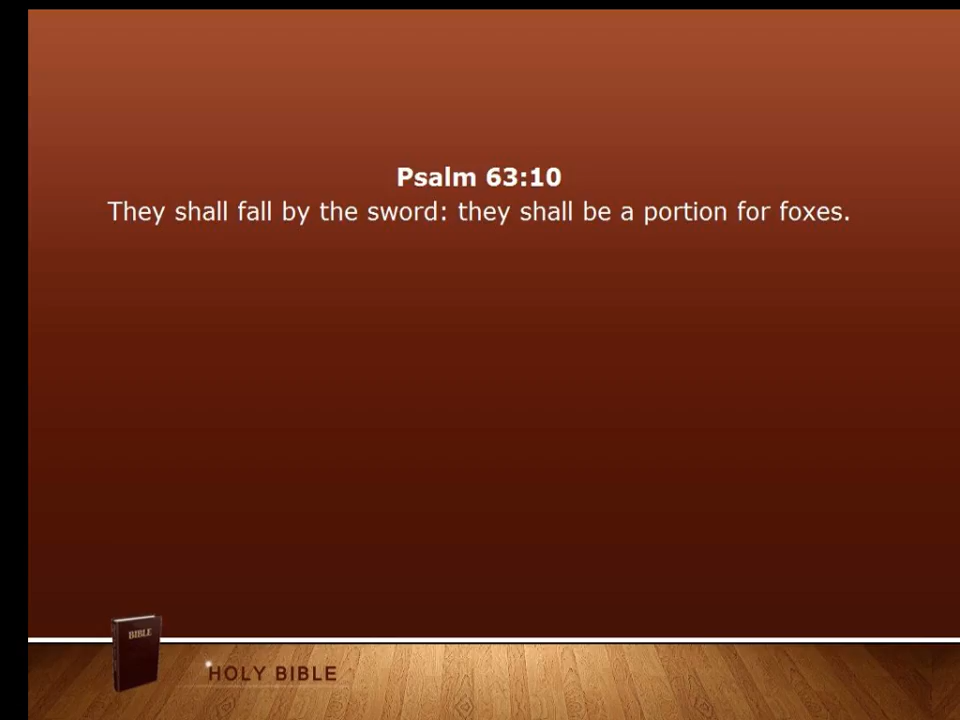 Psalm 63:10
They shall fall by the sword: they shall be a portion for foxes.
BIBLE
HOLY BIBLE